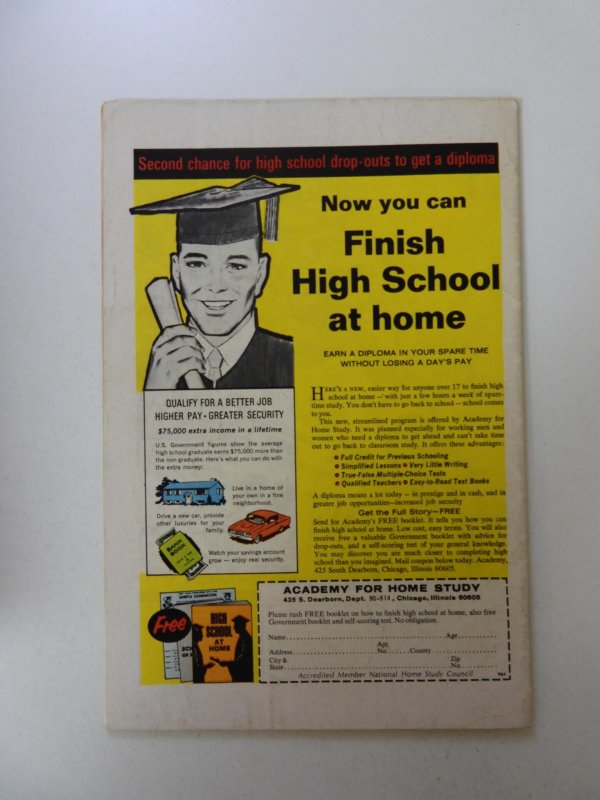 Second chance for high school drop-outs to get a diploma
Now you can
Finish
High School
at home
EARN A DIPLOMA IN YOUR SPARE TIME
WITHOUT LOSING A DAY'S PAY
HERE'S A NEW, easier way for anyone over 17 to finish high
school at home — with just a few hours a week of spare-
time study. You don't have to go back to school — school comes
to you.
This new, streamlined program is offered by Academy for
Home Study. It was planned especially for working men and
women who need a diploma to get ahead and can't take time
out to go back to classroom study. It offers these advantages:
• Full Credit for Previous Schooling
• Simplified Lessons • Very Little Writing
• True-False Multiple-Choice Tests
• Qualified Teachers • Easy-to-Read Text Books
A diploma means a lot today — in prestige and in cash, and in
greater job opportunities—increased job security
Get the Full Story—FREE
Send for Academy's FREE booklet. It tells you how you can
finish high school at home. Low cost, easy terms. You will also
receive free a valuable Government booklet with advice for
drop-outs, and a self-scoring test of your general knowledge.
You may discover you are much closer to completing high
school than you imagined. Mail coupon below today. Academy,
425 South Dearborn, Chicago, Illinois 60605.
QUALIFY FOR A BETTER JOB
HIGHER PAY • GREATER SECURITY
$75,000 extra income in a lifetime
U.S. Government figures show the average
high school graduate earns $75,000 more than
the non-graduate. Here's what you can do with
the extra money:
Live in a home of
your own in a fine
neighborhood.
Drive a new car, provide
other luxuries for your
family.
BANK
BOOK
Watch your savings account
grow — enjoy real security.
Free
SAMPLE EXAMINATION
HIGH
SCHOOL
AT
HOME
ACADEMY FOR HOME STUDY
425 S. Dearborn, Dept. 90-514, Chicago, Illinois 60605
Please rush FREE booklet on how to finish high school at home, also free
Government booklet and self-scoring test. No obligation.
Name Age
Address Apt. No. County
City & State Zip No.
Accredited Member National Home Study Council